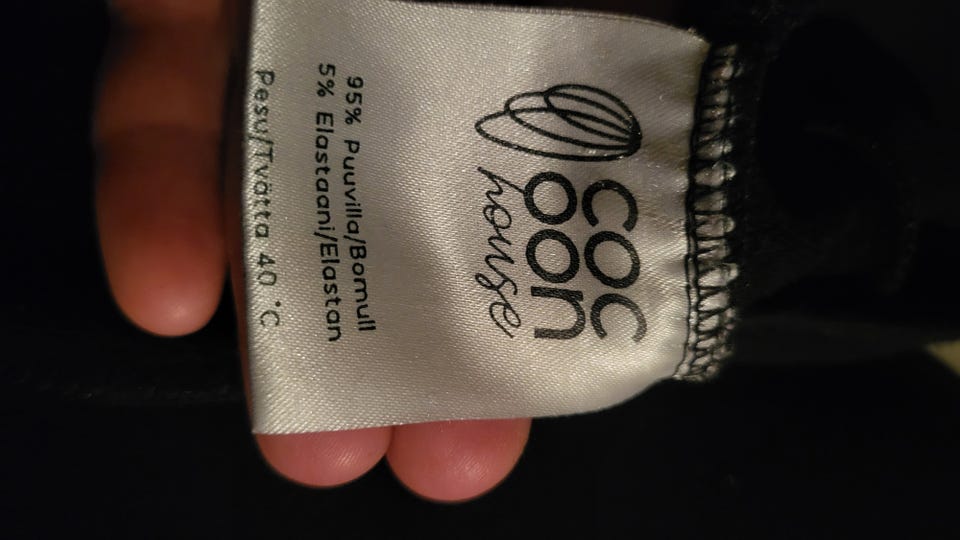 coc
oon
house
95% Puuvilla/Bomull
5% Elastaani/Elastan
Pesu/Tvätta 40 °C